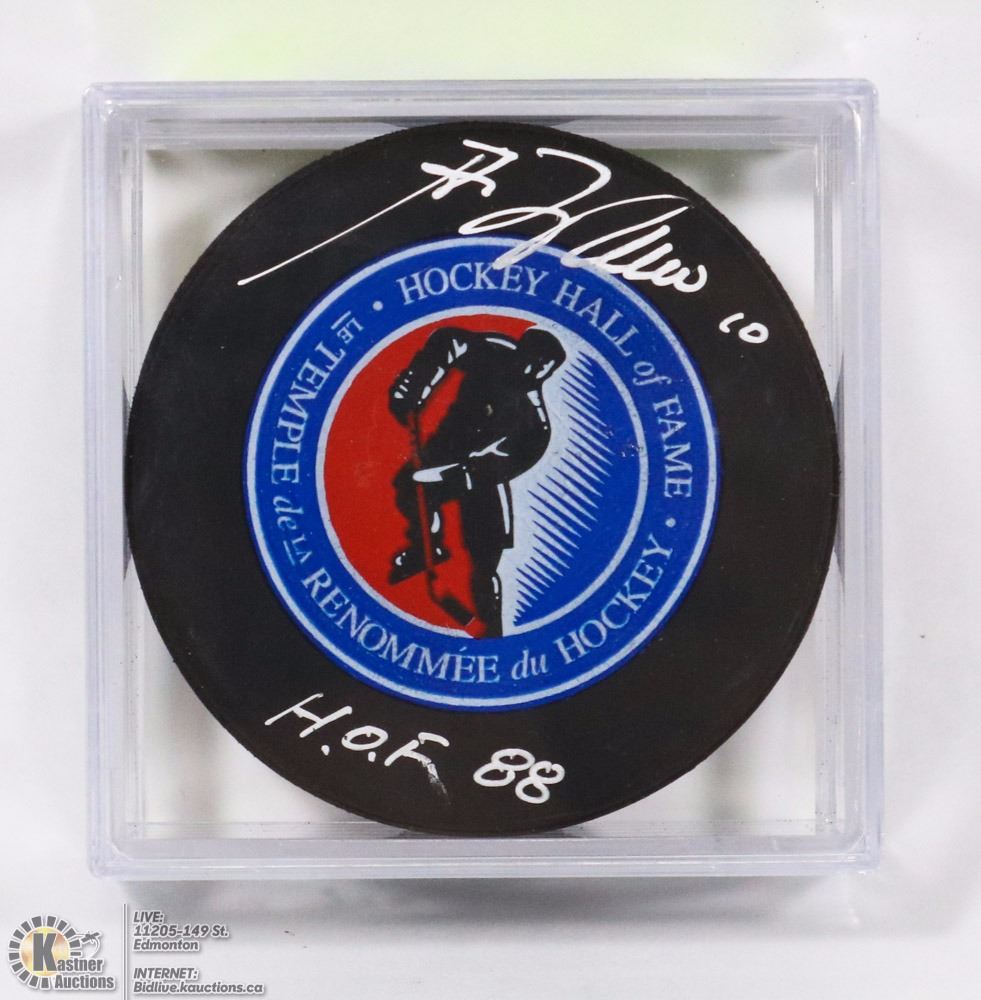 10
HOCKEY HALL of FAME •
LE TEMPLE de LA RENOMMÉE du HOCKEY •
H.O.F. 88
Kastner
Auctions
LIVE:
11205-149 St.
Edmonton
INTERNET:
Bidlive.kauctions.ca